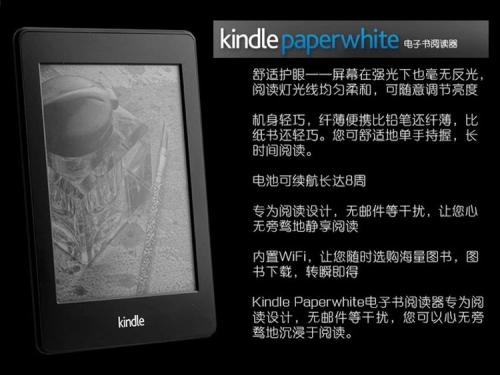 kindle paperwhite 电子书阅读器
舒适护眼——屏幕在强光下也毫无反光，
阅读灯光线均匀柔和，可随意调节亮度
机身轻巧，纤薄便携比铅笔还纤薄，比
纸书还轻巧。您可舒适地单手持握，长
时间阅读。
电池可续航长达8周
专为阅读设计，无邮件等干扰，让您心
无旁骛地静享阅读
内置WiFi，让您随时选购海量图书，图
书下载，转瞬即得
Kindle Paperwhite电子书阅读器专为阅
读设计，无邮件等干扰，您可以心无旁
骛地沉浸于阅读。
kindle